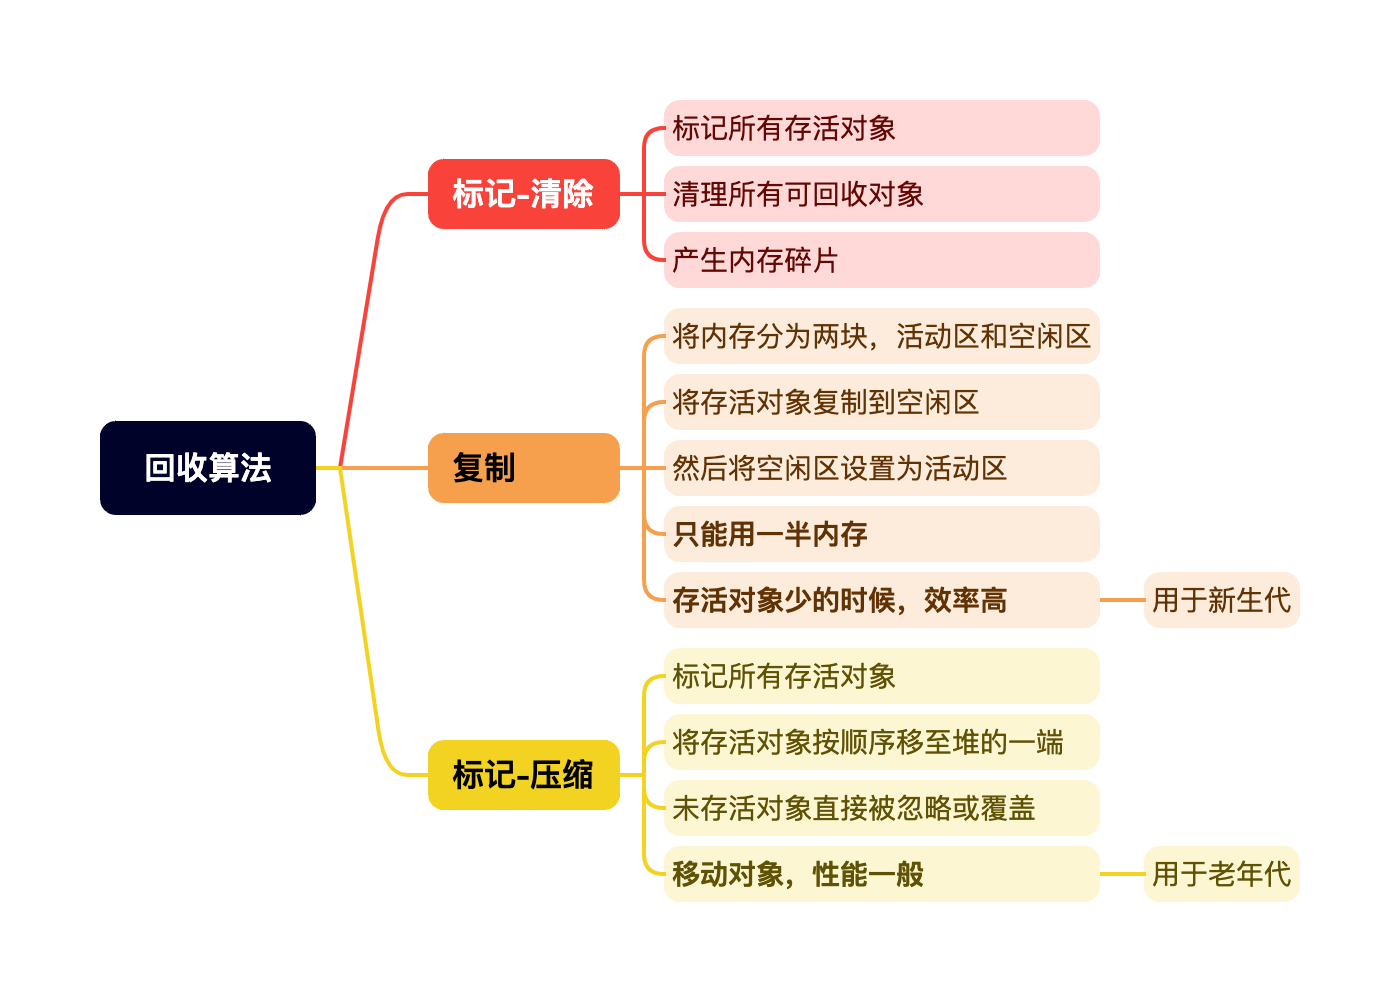 回收算法
标记-清除
标记所有存活对象
清理所有可回收对象
产生内存碎片
复制
将内存分为两块，活动区和空闲区
将存活对象复制到空闲区
然后将空闲区设置为活动区
只能用一半内存
存活对象少的时候，效率高
用于新生代
标记-压缩
标记所有存活对象
将存活对象按顺序移至堆的一端
未存活对象直接被忽略或覆盖
移动对象，性能一般
用于老年代